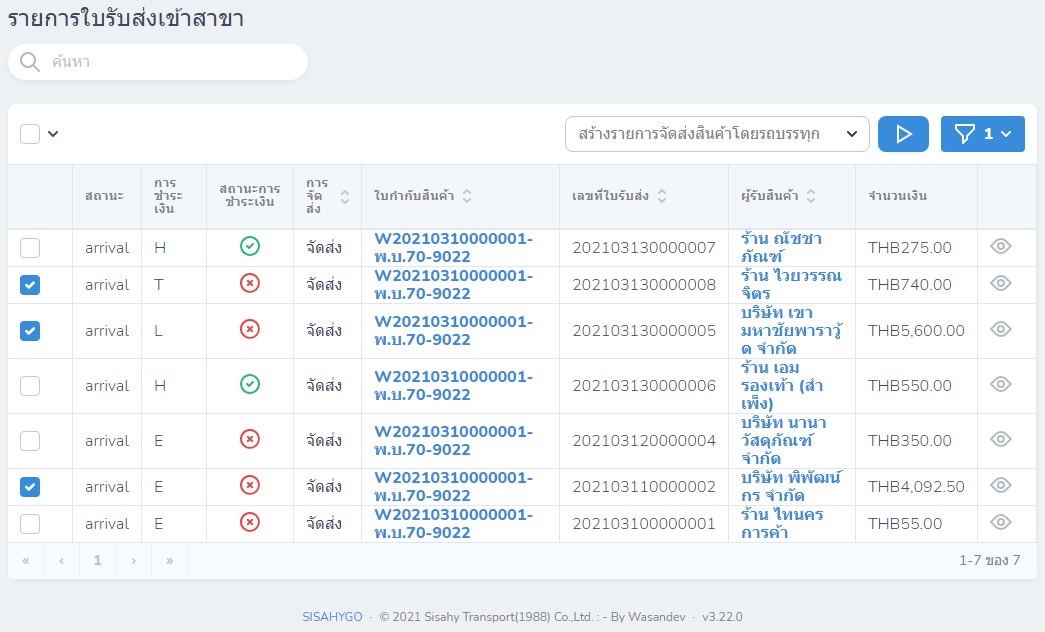 รายการใบรับส่งเข้าสาขา
ค้นหา
สร้างรายการจัดส่งสินค้าโดยรถบรรทุก
1
สถานะ
การ
ชำระ
เงิน
สถานะการ
ชำระเงิน
การ
จัด
ส่ง
ใบกำกับสินค้า
เลขที่ใบรับส่ง
ผู้รับสินค้า
จำนวนเงิน
arrival H จัดส่ง W20210310000001-
พ.บ.70-9022
202103130000007
ร้าน ณัชชา
ภัณฑ์
THB275.00
arrival T จัดส่ง W20210310000001-
พ.บ.70-9022
202103130000008
ร้าน ไวยวรรณ
จิตร
THB740.00
arrival L จัดส่ง W20210310000001-
พ.บ.70-9022
202103130000005
บริษัท เขา
มหาชัยพาราวู้
ด จำกัด
THB5,600.00
arrival H จัดส่ง W20210310000001-
พ.บ.70-9022
202103130000006
ร้าน เอม
รองเท้า (สำ
เพ็ง)
THB550.00
arrival E จัดส่ง W20210310000001-
พ.บ.70-9022
202103120000004
บริษัท นานา
วัสดุภัณฑ์
จำกัด
THB350.00
arrival E จัดส่ง W20210310000001-
พ.บ.70-9022
202103110000002
บริษัท พิพัฒน์
กร จำกัด
THB4,092.50
arrival E จัดส่ง W20210310000001-
พ.บ.70-9022
202103100000001
ร้าน ไทนคร
การค้า
THB55.00
« ‹ 1 › »
1-7 ของ 7
SISAHYGO · © 2021 Sisahy Transport(1988) Co.,Ltd. : - By Wasandev · v3.22.0